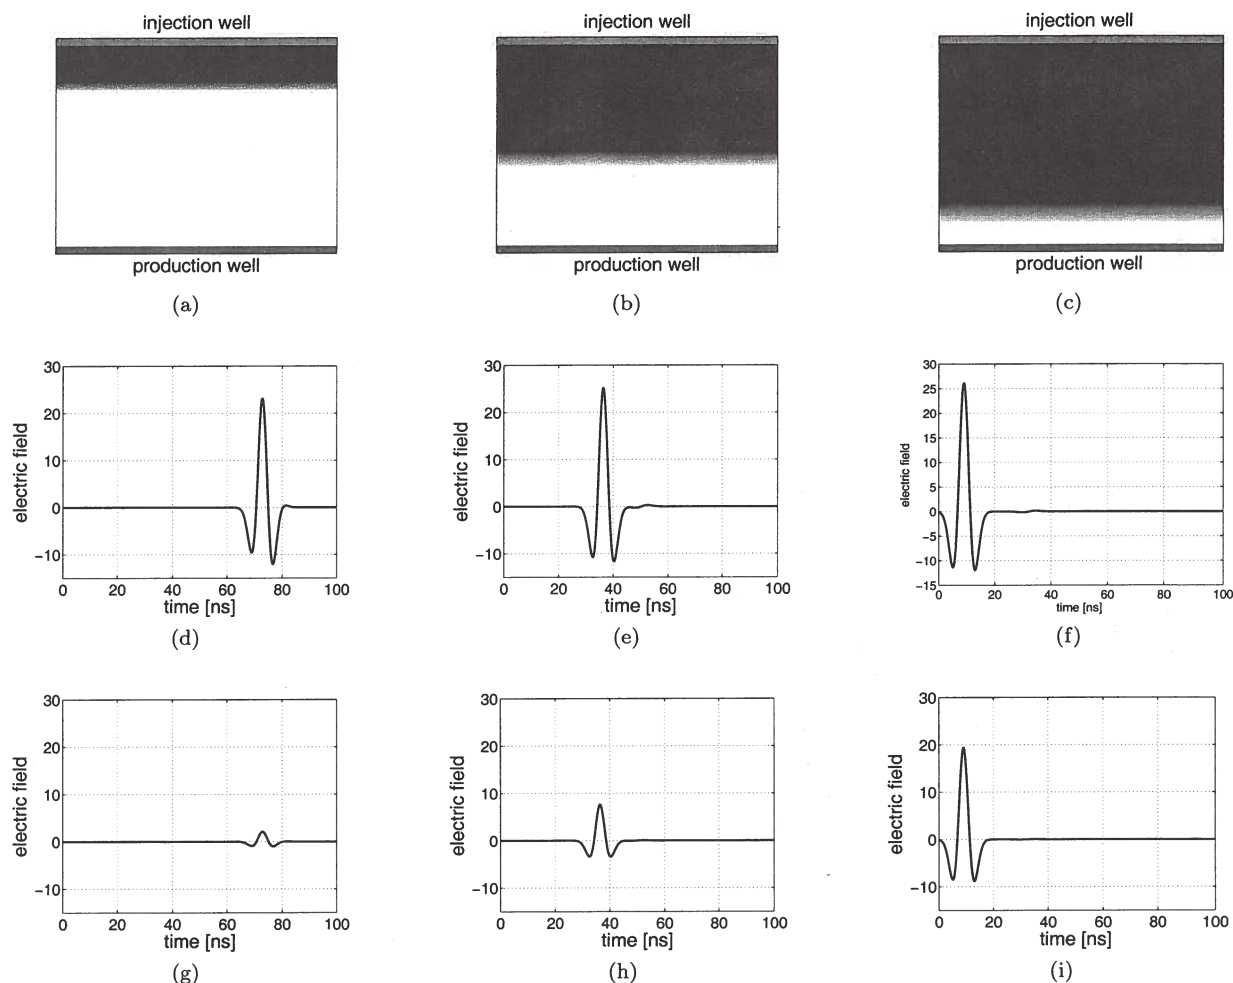 injection well
injection well
injection well
production well
production well
production well
(a)
(b)
(c)
30
20
10
0
−10
electric field
0 20 40 60 80 100
time [ns]
(d)
30
20
10
0
−10
electric field
0 20 40 60 80 100
time [ns]
(e)
30
25
20
15
10
5
0
−5
−10
−15
electric field
0 20 40 60 80 100
time [ns]
(f)
30
20
10
0
−10
electric field
0 20 40 60 80 100
time [ns]
(g)
30
20
10
0
−10
electric field
0 20 40 60 80 100
time [ns]
(h)
30
20
10
0
−10
electric field
0 20 40 60 80 100
time [ns]
(i)